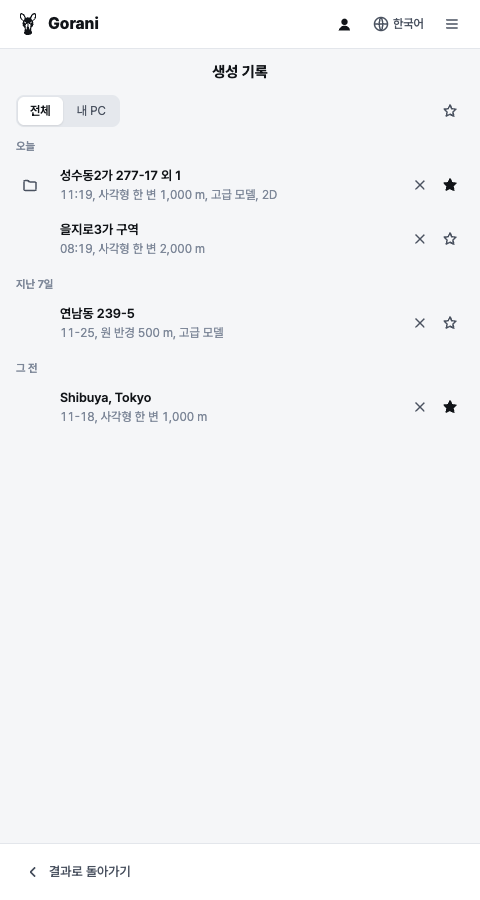 Gorani
한국어
생성 기록
전체
내 PC
오늘
성수동2가 277-17 외 1
11:19, 사각형 한 변 1,000 m, 고급 모델, 2D
을지로3가 구역
08:19, 사각형 한 변 2,000 m
지난 7일
연남동 239-5
11-25, 원 반경 500 m, 고급 모델
그 전
Shibuya, Tokyo
11-18, 사각형 한 변 1,000 m
결과로 돌아가기